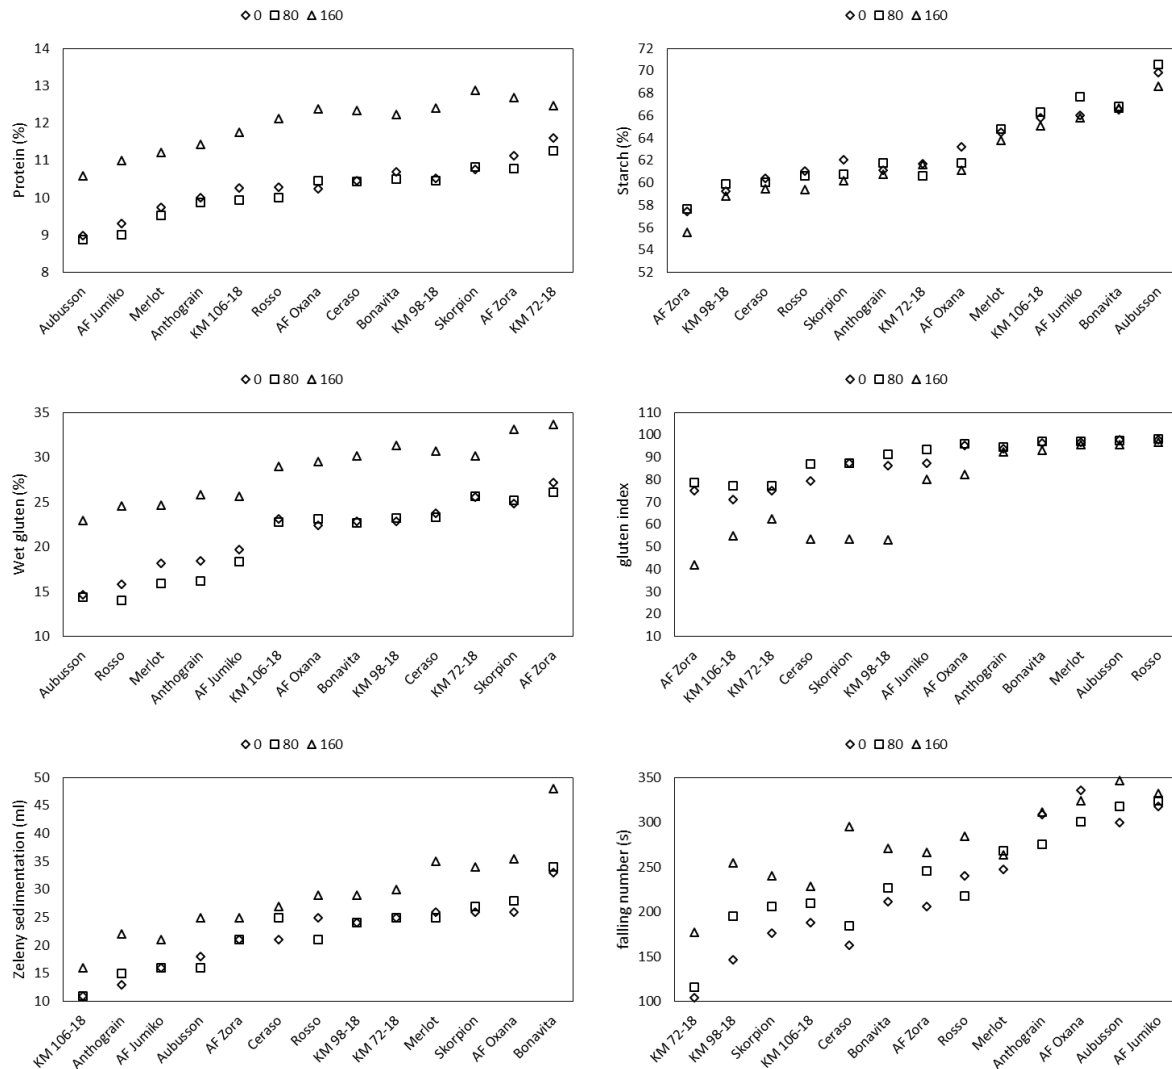 ◇ 0 □ 80 △ 160
Protein (%)
14
13
12
11
10
9
8
Aubusson
AF Jumiko
Merlot
Anthograin
KM 106-18
Rosso
AF Oxana
Ceraso
Bonavita
KM 98-18
Skorpion
AF Zora
KM 72-18
◇ 0 □ 80 △ 160
Starch (%)
72
70
68
66
64
62
60
58
56
54
52
AF Zora
KM 98-18
Ceraso
Rosso
Skorpion
Anthograin
KM 72-18
AF Oxana
Merlot
KM 106-18
AF Jumiko
Bonavita
Aubusson
◇ 0 □ 80 △ 160
Wet gluten (%)
35
30
25
20
15
10
Aubusson
Rosso
Merlot
Anthograin
AF Jumiko
KM 106-18
AF Oxana
Bonavita
KM 98-18
Ceraso
KM 72-18
Skorpion
AF Zora
◇ 0 □ 80 △ 160
gluten index
110
100
90
80
70
60
50
40
30
20
10
AF Zora
KM 106-18
KM 72-18
Ceraso
Skorpion
KM 98-18
AF Jumiko
AF Oxana
Anthograin
Bonavita
Merlot
Aubusson
Rosso
◇ 0 □ 80 △ 160
Zeleny sedimentation (ml)
50
45
40
35
30
25
20
15
10
KM 106-18
Anthograin
AF Jumiko
Aubusson
AF Zora
Ceraso
Rosso
KM 98-18
KM 72-18
Merlot
Skorpion
AF Oxana
Bonavita
◇ 0 □ 80 △ 160
falling number (s)
350
300
250
200
150
100
KM 72-18
KM 98-18
Skorpion
KM 106-18
Ceraso
Bonavita
AF Zora
Rosso
Merlot
Anthograin
AF Oxana
Aubusson
AF Jumiko